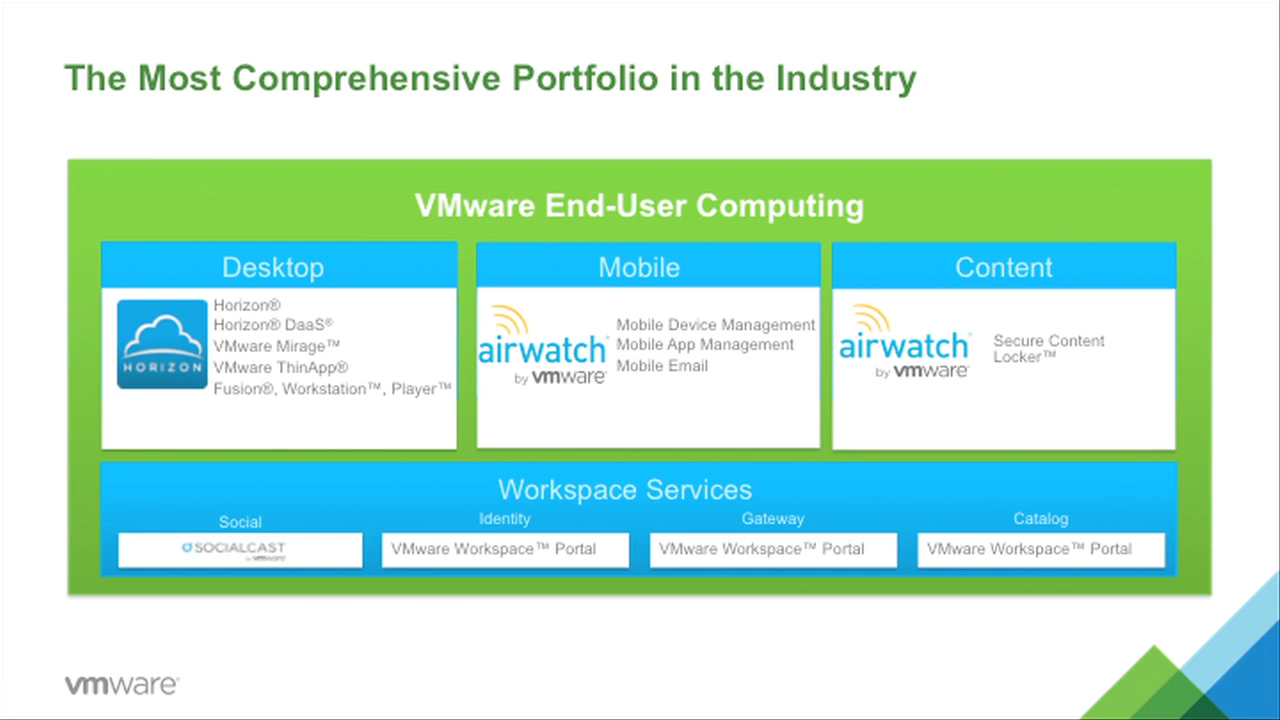 The Most Comprehensive Portfolio in the Industry
VMware End-User Computing
Desktop
HORIZON
Horizon®
Horizon® DaaS®
VMware Mirage™
VMware ThinApp®
Fusion®, Workstation™, Player™
Mobile
airwatch
by vmware
Mobile Device Management
Mobile App Management
Mobile Email
Content
airwatch
by vmware
Secure Content
Locker™
Workspace Services
Social
SOCIALCAST
by vmware
Identity
VMware Workspace™ Portal
Gateway
VMware Workspace™ Portal
Catalog
VMware Workspace™ Portal
vmware